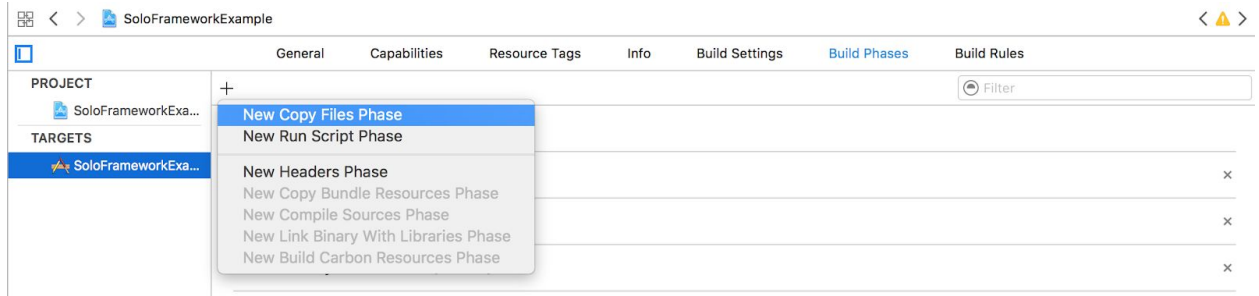 SoloFrameworkExample
General Capabilities Resource Tags Info Build Settings Build Phases Build Rules
PROJECT
SoloFrameworkExa...
TARGETS
SoloFrameworkExa...
+
Filter
New Copy Files Phase
New Run Script Phase
New Headers Phase
New Copy Bundle Resources Phase
New Compile Sources Phase
New Link Binary With Libraries Phase
New Build Carbon Resources Phase